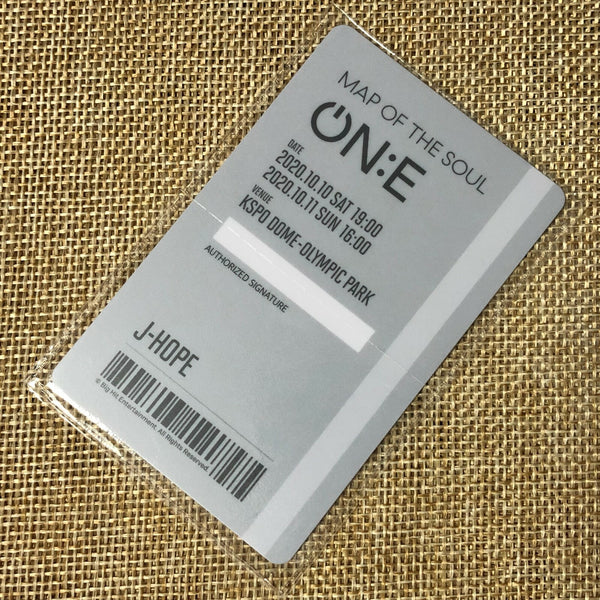 MAP OF THE SOUL
ON:E
DATE
2020.10.10 SAT 19:00
2020.10.11 SUN 16:00
VENUE
KSPO DOME-OLYMPIC PARK
AUTHORIZED SIGNATURE
J-HOPE
© Big Hit Entertainment. All Rights Reserved.